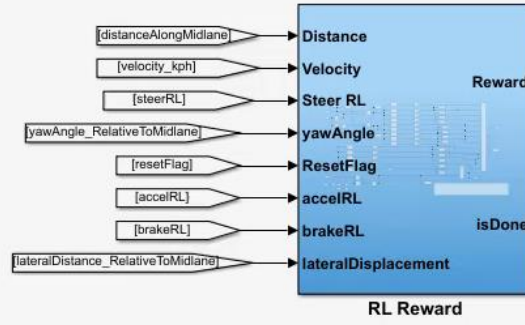 [distanceAlongMidlane] Distance
[velocity_kph] Velocity
Reward
[steerRL] Steer RL
[yawAngle_RelativeToMidlane] yawAngle
[resetFlag] ResetFlag
[accelRL] accelRL
[brakeRL] brakeRL
isDone
[lateralDistance_RelativeToMidlane] lateralDisplacement
RL Reward